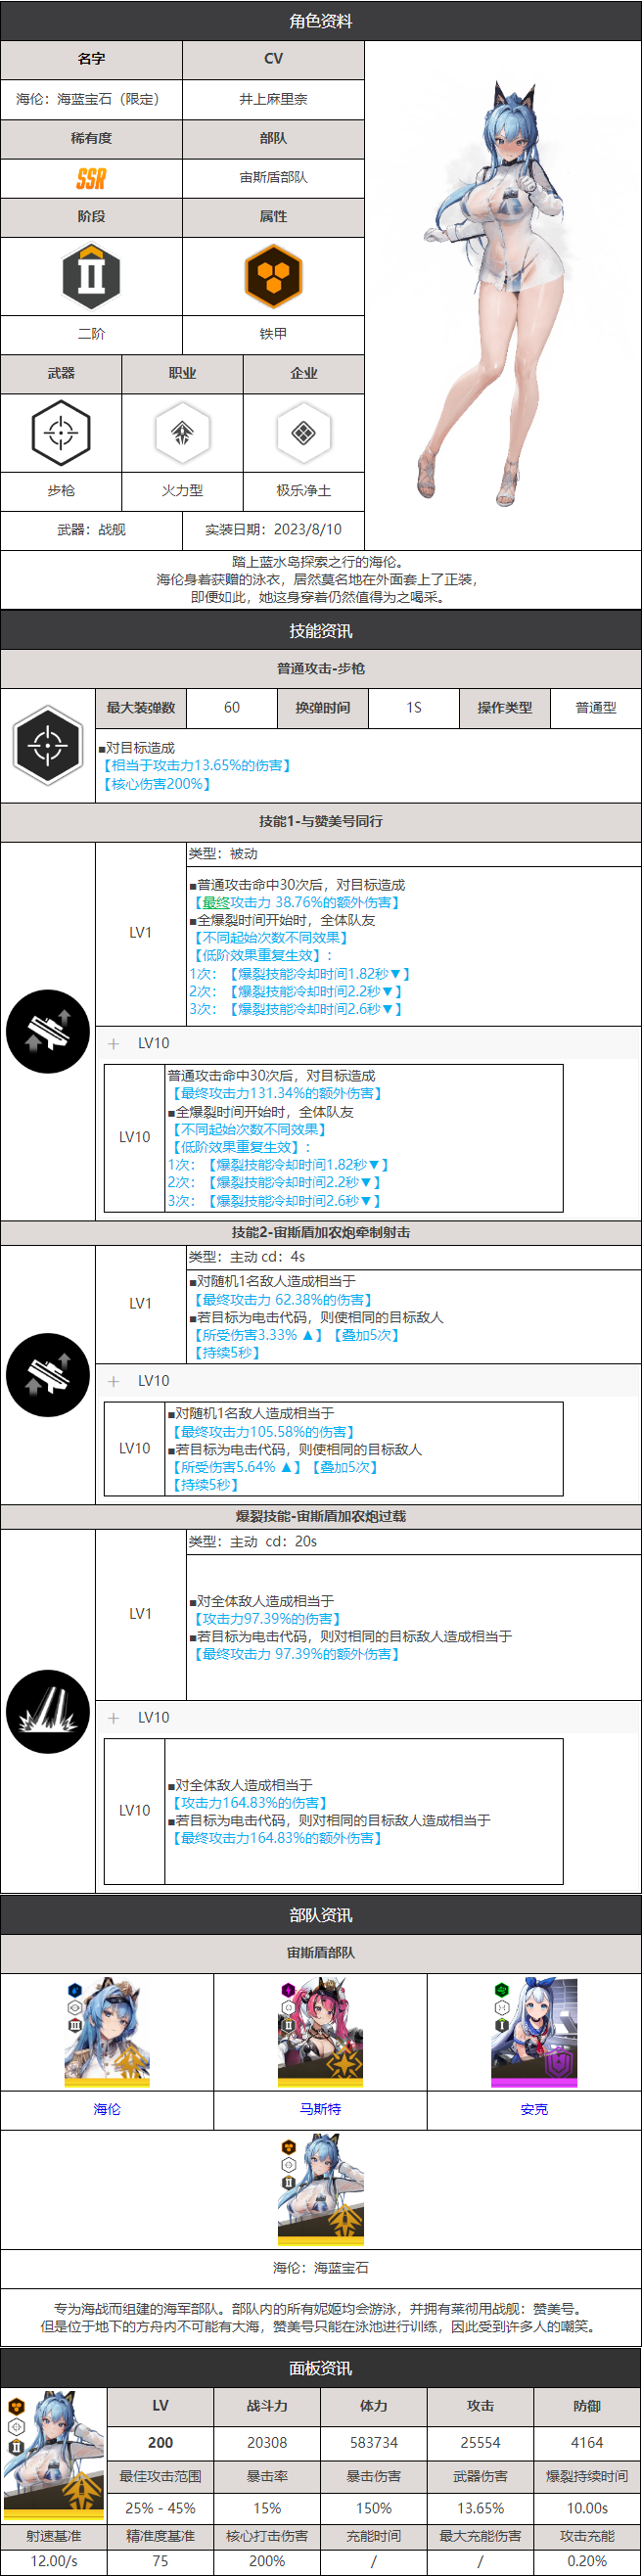 角色资料
名字
CV
海伦：海蓝宝石（限定）
井上麻里奈
稀有度
部队
SSR
宙斯盾部队
阶段
属性
II
二阶
铁甲
武器
职业
企业
步枪
火力型
极乐净土
武器：战舰
实装日期：2023/8/10
踏上蓝水岛探索之行的海伦。
海伦身着获赠的泳衣，居然莫名地在外面套上了正装，
即便如此，她这身穿着仍然值得为之喝采。
技能资讯
普通攻击-步枪
最大装弹数
60
换弹时间
1S
操作类型
普通型
■对目标造成
【相当于攻击力13.65%的伤害】
【核心伤害200%】
技能1-与赞美号同行
LV1
类型：被动
■普通攻击命中30次后，对目标造成
【最终攻击力 38.76%的额外伤害】
■全爆裂时间开始时，全体队友
【不同起始次数不同效果】
【低阶效果重复生效】：
1次：【爆裂技能冷却时间1.82秒▼】
2次：【爆裂技能冷却时间2.2秒▼】
3次：【爆裂技能冷却时间2.6秒▼】
+ LV10
LV10
普通攻击命中30次后，对目标造成
【最终攻击力131.34%的额外伤害】
■全爆裂时间开始时，全体队友
【不同起始次数不同效果】
【低阶效果重复生效】：
1次：【爆裂技能冷却时间1.82秒▼】
2次：【爆裂技能冷却时间2.2秒▼】
3次：【爆裂技能冷却时间2.6秒▼】
技能2-宙斯盾加农炮牵制射击
LV1
类型：主动 cd：4s
■对随机1名敌人造成相当于
【最终攻击力 62.38%的伤害】
■若目标为电击代码，则使相同的目标敌人
【所受伤害3.33% ▲】【叠加5次】
【持续5秒】
+ LV10
LV10
■对随机1名敌人造成相当于
【最终攻击力105.58%的伤害】
■若目标为电击代码，则使相同的目标敌人
【所受伤害5.64% ▲】【叠加5次】
【持续5秒】
爆裂技能-宙斯盾加农炮过载
LV1
类型：主动 cd：20s
■对全体敌人造成相当于
【攻击力97.39%的伤害】
■若目标为电击代码，则对相同的目标敌人造成相当于
【最终攻击力 97.39%的额外伤害】
+ LV10
LV10
■对全体敌人造成相当于
【攻击力164.83%的伤害】
■若目标为电击代码，则对相同的目标敌人造成相当于
【最终攻击力164.83%的额外伤害】
部队资讯
宙斯盾部队
III
II
I
海伦
马斯特
安克
II
海伦：海蓝宝石
专为海战而组建的海军部队。部队内的所有妮姬均会游泳，并拥有莱彻用战舰：赞美号。
但是位于地下的方舟内不可能有大海，赞美号只能在泳池进行训练，因此受到许多人的嘲笑。
面板资讯
II
LV
战斗力
体力
攻击
防御
200
20308
583734
25554
4164
最佳攻击范围
暴击率
暴击伤害
武器伤害
爆裂持续时间
25% - 45%
15%
150%
13.65%
10.00s
射速基准
精准度基准
核心打击伤害
充能时间
最大充能伤害
攻击充能
12.00/s
75
200%
/
/
0.20%